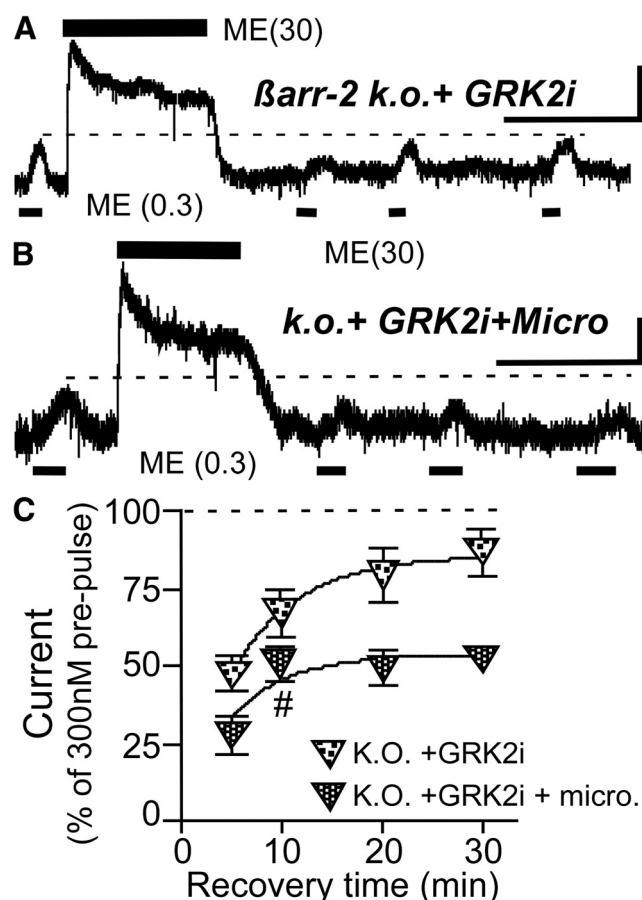 A
ME(30)
ßarr-2 k.o.+ GRK2i
ME (0.3)
B
ME(30)
k.o.+ GRK2i+Micro
ME (0.3)
C
Current
(% of 300nM pre-pulse)
100
75
50
25
0
#
K.O. +GRK2i
K.O. +GRK2i + micro.
0 10 20 30
Recovery time (min)